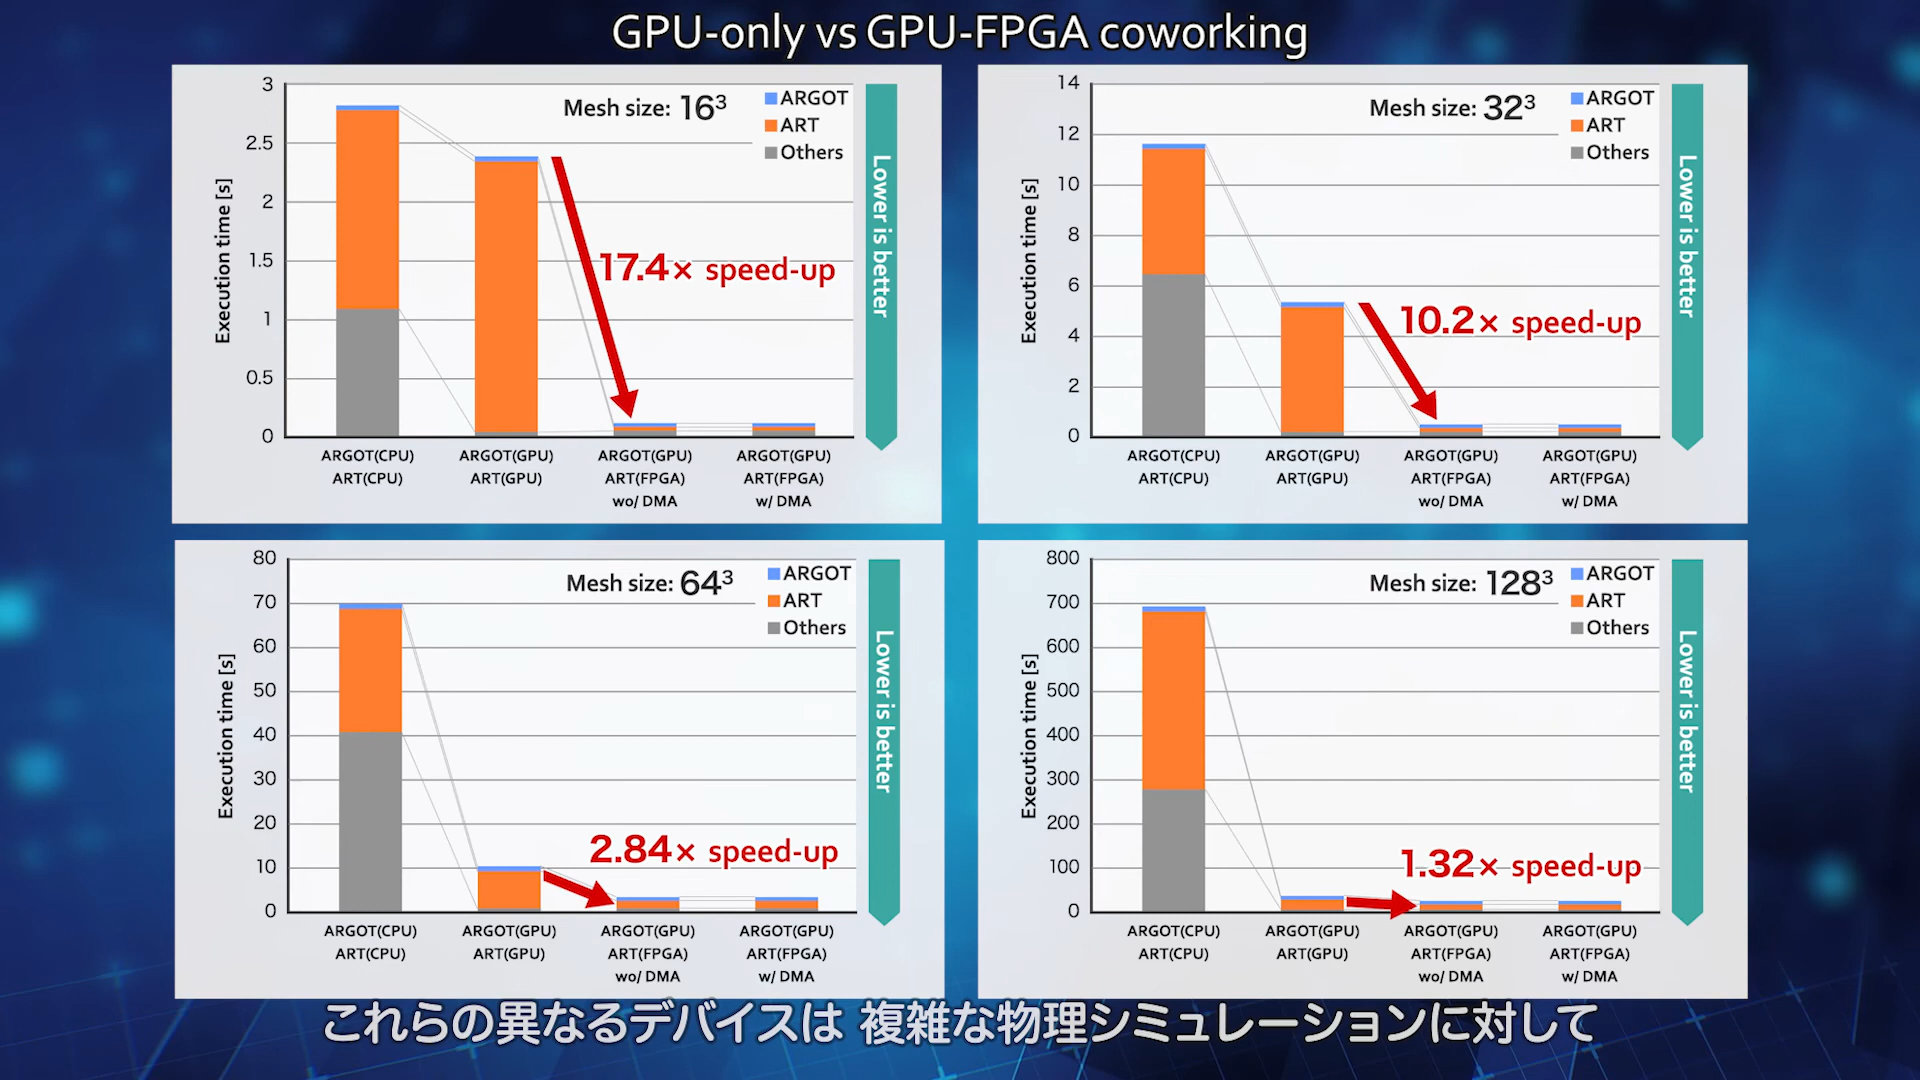 GPU-only vs GPU-FPGA coworking
3
2.5
2
1.5
1
0.5
0
Execution time [s]
Mesh size: 16³
ARGOT
ART
Others
17.4× speed-up
Lower is better
ARGOT(CPU)
ART(CPU)
ARGOT(GPU)
ART(GPU)
ARGOT(GPU)
ART(FPGA)
wo/ DMA
ARGOT(GPU)
ART(FPGA)
w/ DMA
14
12
10
8
6
4
2
0
Execution time [s]
Mesh size: 32³
ARGOT
ART
Others
10.2× speed-up
Lower is better
ARGOT(CPU)
ART(CPU)
ARGOT(GPU)
ART(GPU)
ARGOT(GPU)
ART(FPGA)
wo/ DMA
ARGOT(GPU)
ART(FPGA)
w/ DMA
80
70
60
50
40
30
20
10
0
Execution time [s]
Mesh size: 64³
ARGOT
ART
Others
2.84× speed-up
Lower is better
ARGOT(CPU)
ART(CPU)
ARGOT(GPU)
ART(GPU)
ARGOT(GPU)
ART(FPGA)
wo/ DMA
ARGOT(GPU)
ART(FPGA)
w/ DMA
800
700
600
500
400
300
200
100
0
Execution time [s]
Mesh size: 128³
ARGOT
ART
Others
1.32× speed-up
Lower is better
ARGOT(CPU)
ART(CPU)
ARGOT(GPU)
ART(GPU)
ARGOT(GPU)
ART(FPGA)
wo/ DMA
ARGOT(GPU)
ART(FPGA)
w/ DMA
これらの異なるデバイスは 複雑な物理シミュレーションに対して